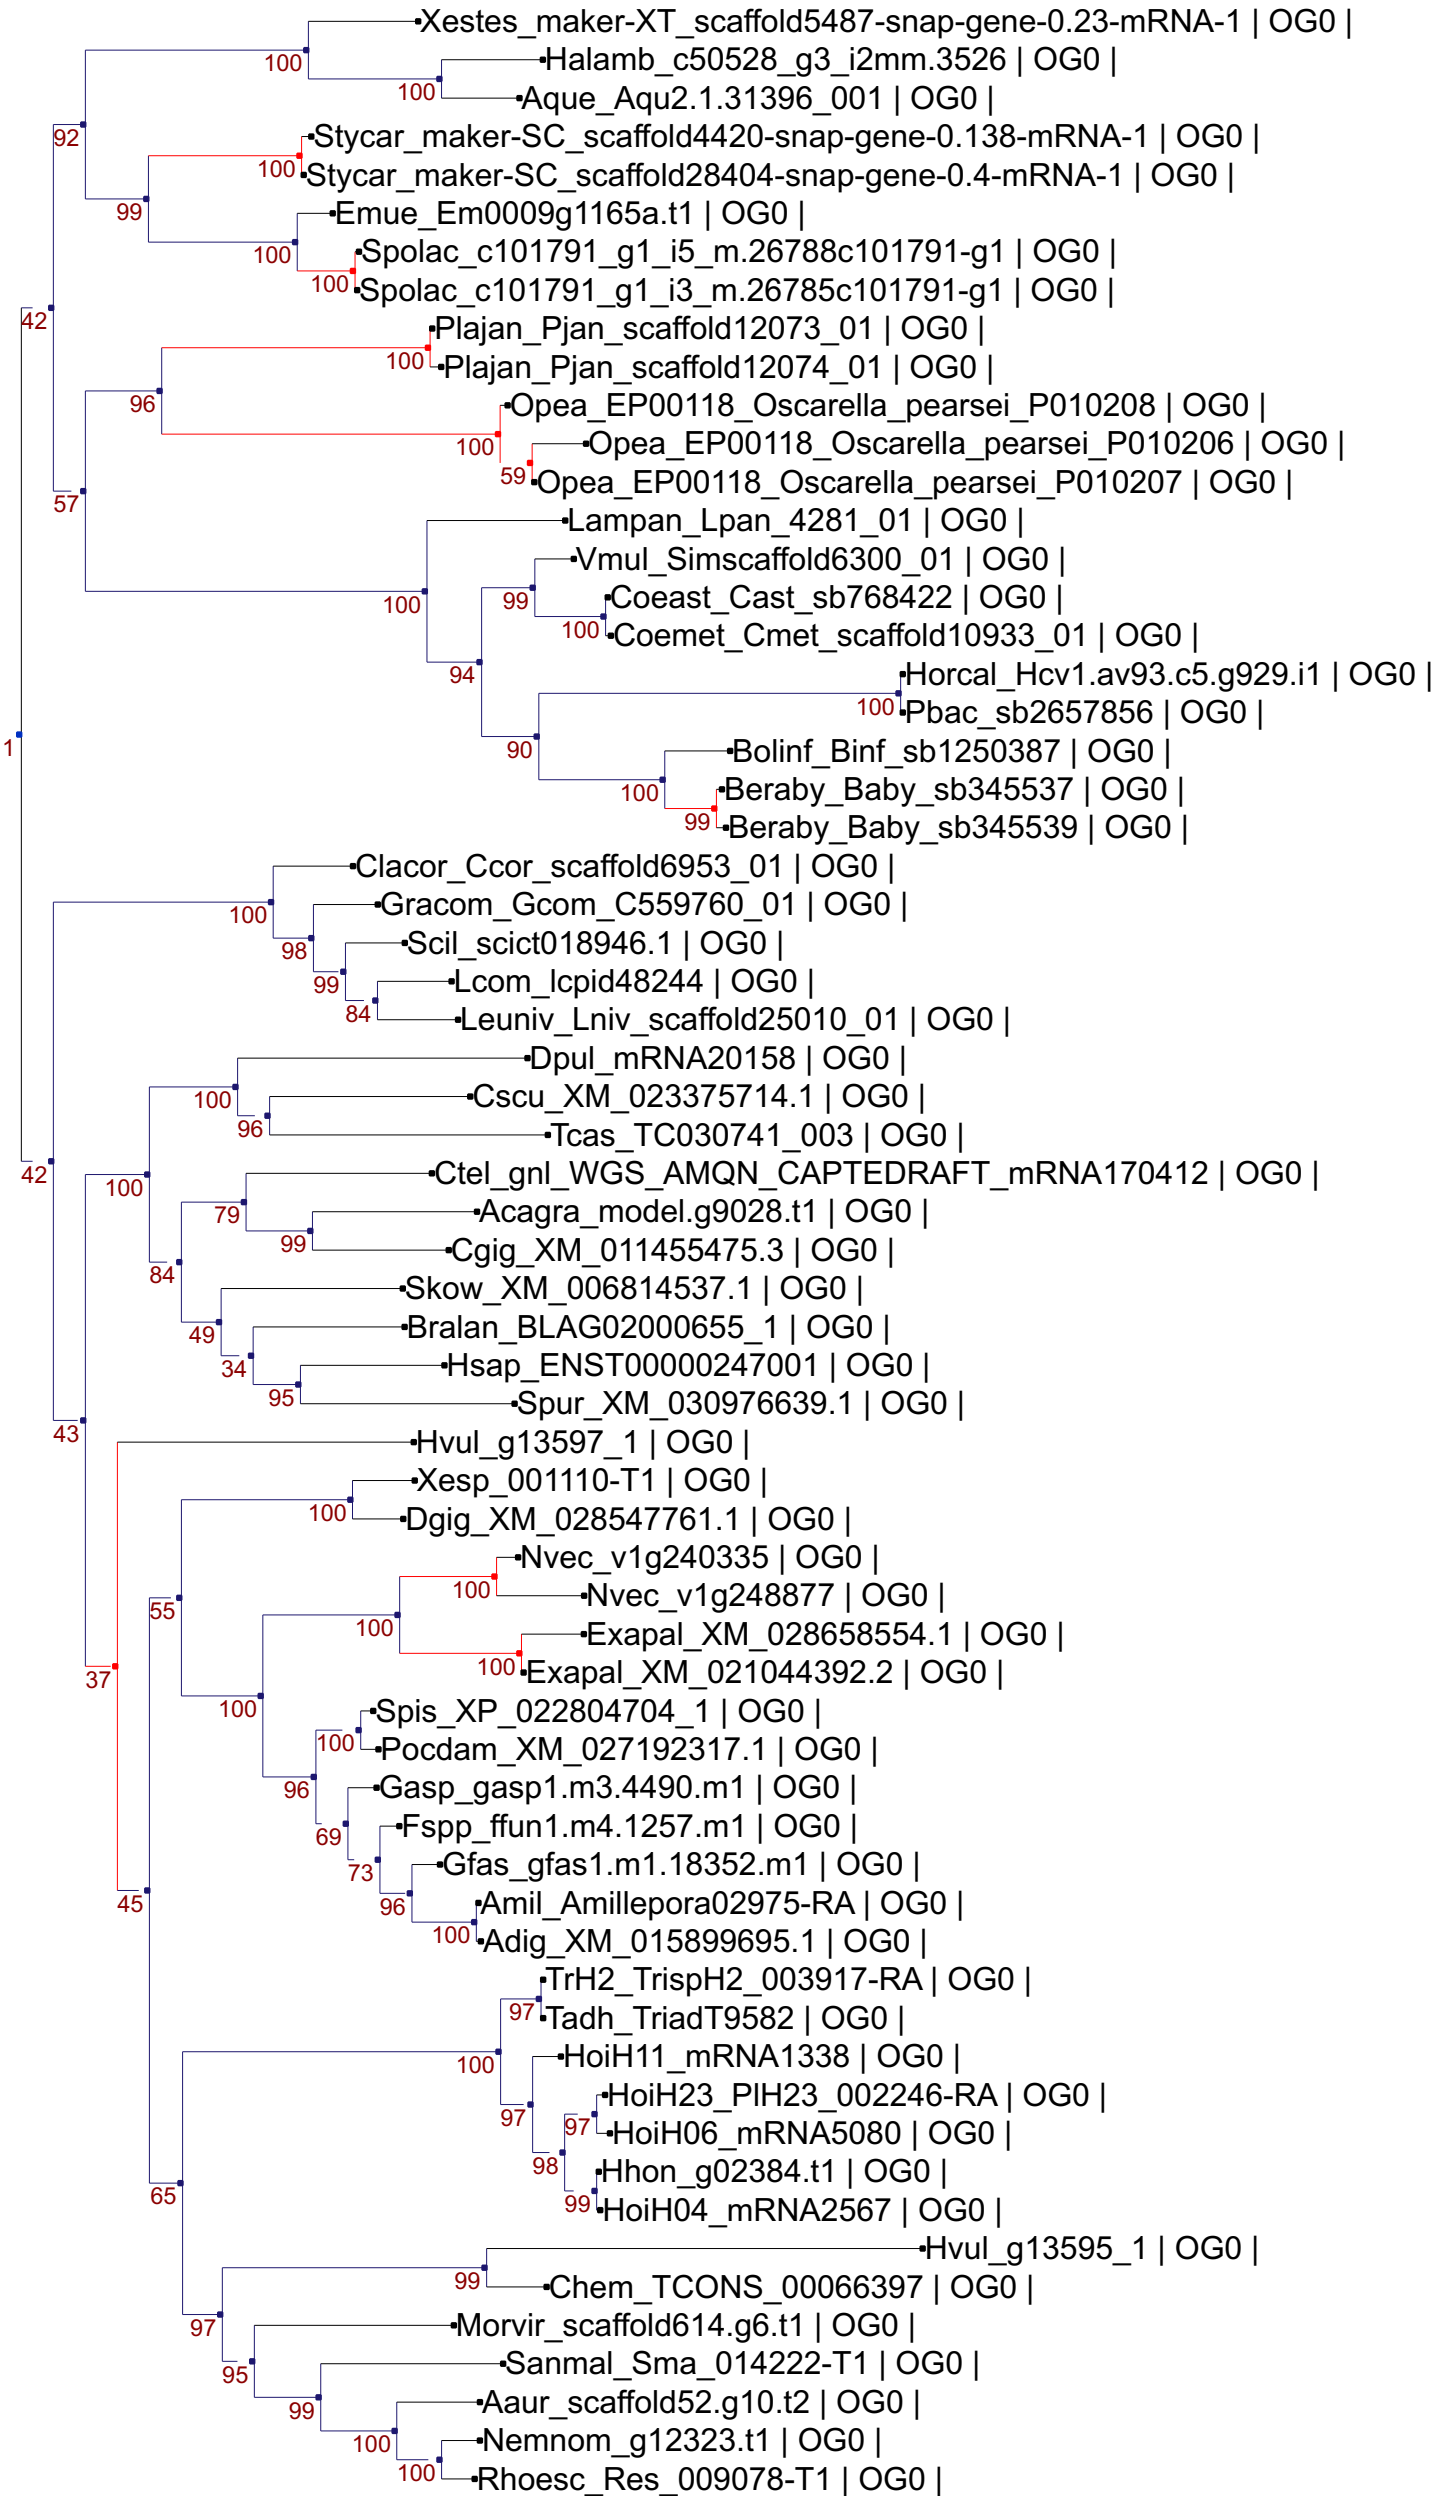 Xestes_maker-XT_scaffold5487-snap-gene-0.23-mRNA-1 | OG0 |
100
Halamb_c50528_g3_i2mm.3526 | OG0 |
100
Aque_Aqu2.1.31396_001 | OG0 |
92
Stycar_maker-SC_scaffold4420-snap-gene-0.138-mRNA-1 | OG0 |
100
Stycar_maker-SC_scaffold28404-snap-gene-0.4-mRNA-1 | OG0 |
99
Emue_Em0009g1165a.t1 | OG0 |
100
Spolac_c101791_g1_i5_m.26788c101791-g1 | OG0 |
100
Spolac_c101791_g1_i3_m.26785c101791-g1 | OG0 |
42
Plajan_Pjan_scaffold12073_01 | OG0 |
100
Plajan_Pjan_scaffold12074_01 | OG0 |
96
Opea_EP00118_Oscarella_pearsei_P010208 | OG0 |
100
Opea_EP00118_Oscarella_pearsei_P010206 | OG0 |
59
Opea_EP00118_Oscarella_pearsei_P010207 | OG0 |
57
Lampan_Lpan_4281_01 | OG0 |
Vmul_Simscaffold6300_01 | OG0 |
100
99
Coeast_Cast_sb768422 | OG0 |
100
Coemet_Cmet_scaffold10933_01 | OG0 |
94
Horcal_Hcv1.av93.c5.g929.i1 | OG0 |
100
Pbac_sb2657856 | OG0 |
1
90
Bolinf_Binf_sb1250387 | OG0 |
100
Beraby_Baby_sb345537 | OG0 |
99
Beraby_Baby_sb345539 | OG0 |
Clacor_Ccor_scaffold6953_01 | OG0 |
100
Gracom_Gcom_C559760_01 | OG0 |
98
Scil_scict018946.1 | OG0 |
99
Lcom_lcpid48244 | OG0 |
84
Leuniv_Lniv_scaffold25010_01 | OG0 |
Dpul_mRNA20158 | OG0 |
100
Cscu_XM_023375714.1 | OG0 |
96
Tcas_TC030741_003 | OG0 |
42
100
Ctel_gnl_WGS_AMQN_CAPTEDRAFT_mRNA170412 | OG0 |
79
Acagra_model.g9028.t1 | OG0 |
99
Cgig_XM_011455475.3 | OG0 |
84
Skow_XM_006814537.1 | OG0 |
49
Bralan_BLAG02000655_1 | OG0 |
34
Hsap_ENST00000247001 | OG0 |
95
Spur_XM_030976639.1 | OG0 |
43
Hvul_g13597_1 | OG0 |
Xesp_001110-T1 | OG0 |
100
Dgig_XM_028547761.1 | OG0 |
Nvec_v1g240335 | OG0 |
100
Nvec_v1g248877 | OG0 |
55
100
Exapal_XM_028658554.1 | OG0 |
100
Exapal_XM_021044392.2 | OG0 |
37
100
Spis_XP_022804704_1 | OG0 |
100
Pocdam_XM_027192317.1 | OG0 |
96
Gasp_gasp1.m3.4490.m1 | OG0 |
69
Fspp_ffun1.m4.1257.m1 | OG0 |
73
Gfas_gfas1.m1.18352.m1 | OG0 |
45
96
Amil_Amillepora02975-RA | OG0 |
100
Adig_XM_015899695.1 | OG0 |
TrH2_TrispH2_003917-RA | OG0 |
97
Tadh_TriadT9582 | OG0 |
100
HoiH11_mRNA1338 | OG0 |
HoiH23_PlH23_002246-RA | OG0 |
97
97
HoiH06_mRNA5080 | OG0 |
98
Hhon_g02384.t1 | OG0 |
65
99
HoiH04_mRNA2567 | OG0 |
Hvul_g13595_1 | OG0 |
99
Chem_TCONS_00066397 | OG0 |
97
Morvir_scaffold614.g6.t1 | OG0 |
95
Sanmal_Sma_014222-T1 | OG0 |
99
Aaur_scaffold52.g10.t2 | OG0 |
100
Nemnom_g12323.t1 | OG0 |
100
Rhoesc_Res_009078-T1 | OG0 |